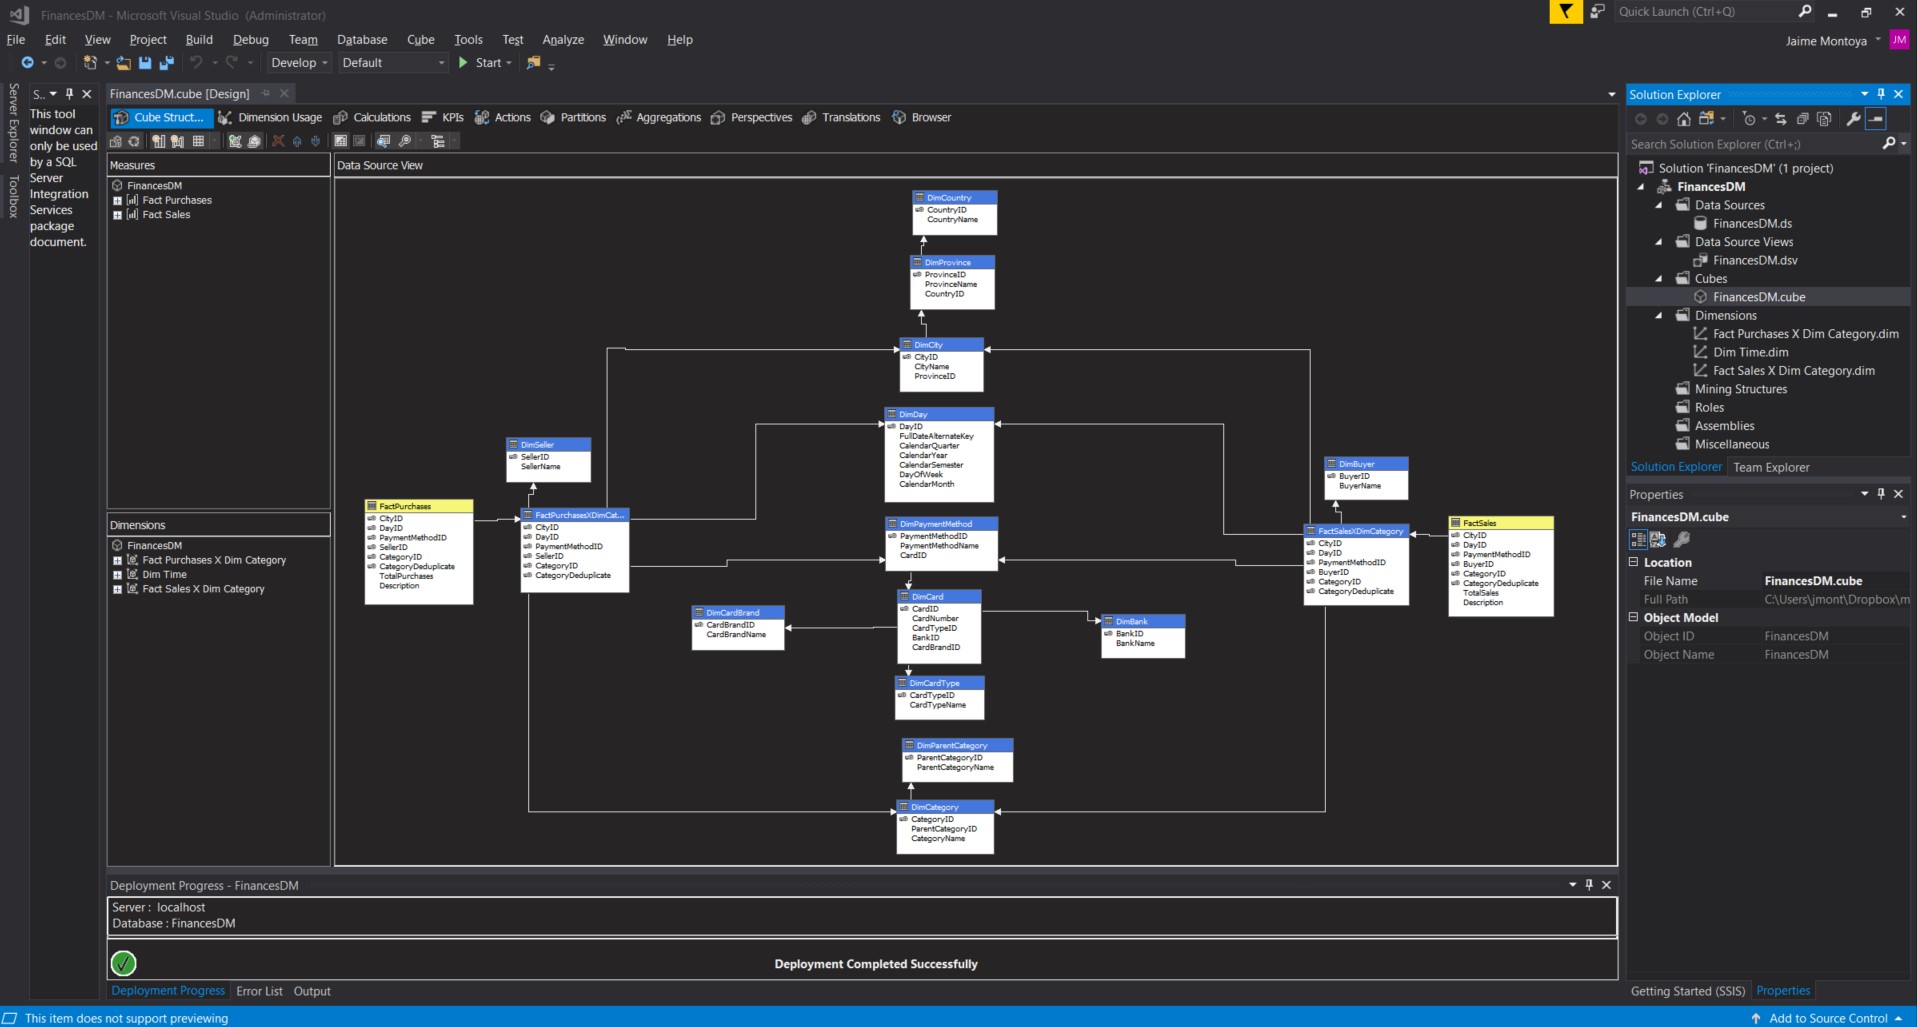 FinancesDM - Microsoft Visual Studio (Administrator)
Quick Launch (Ctrl+Q)
File Edit View Project Build Debug Team Database Cube Tools Test Analyze Window Help
Jaime Montoya JM
Develop Default Start
Server Explorer
Toolbox
S..
This tool
window can
only be used
by a SQL
Server
Integration
Services
package
document.
FinancesDM.cube [Design]
Cube Struct... Dimension Usage Calculations KPIs Actions Partitions Aggregations Perspectives Translations Browser
Measures
FinancesDM
Fact Purchases
Fact Sales
Dimensions
FinancesDM
Fact Purchases X Dim Category
Dim Time
Fact Sales X Dim Category
Data Source View
DimCountry
CountryID
CountryName
DimProvince
ProvinceID
ProvinceName
CountryID
DimCity
CityID
CityName
ProvinceID
DimDay
DayID
FullDateAlternateKey
CalendarQuarter
CalendarYear
CalendarSemester
DayOfWeek
CalendarMonth
DimSeller
SellerID
SellerName
DimBuyer
BuyerID
BuyerName
FactPurchases
CityID
DayID
PaymentMethodID
SellerID
CategoryID
CategoryDeduplicate
TotalPurchases
Description
FactPurchasesXDimCat...
CityID
DayID
PaymentMethodID
SellerID
CategoryID
CategoryDeduplicate
DimPaymentMethod
PaymentMethodID
PaymentMethodName
CardID
FactSalesXDimCategory
CityID
DayID
PaymentMethodID
BuyerID
CategoryID
CategoryDeduplicate
FactSales
CityID
DayID
PaymentMethodID
BuyerID
CategoryID
CategoryDeduplicate
TotalSales
Description
DimCardBrand
CardBrandID
CardBrandName
DimCard
CardID
CardNumber
CardTypeID
BankID
CardBrandID
DimBank
BankID
BankName
DimCardType
CardTypeID
CardTypeName
DimParentCategory
ParentCategoryID
ParentCategoryName
DimCategory
CategoryID
ParentCategoryID
CategoryName
Deployment Progress - FinancesDM
Server : localhost
Database : FinancesDM
Deployment Completed Successfully
Deployment Progress Error List Output
Solution Explorer
Search Solution Explorer (Ctrl+;)
Solution 'FinancesDM' (1 project)
FinancesDM
Data Sources
FinancesDM.ds
Data Source Views
FinancesDM.dsv
Cubes
FinancesDM.cube
Dimensions
Fact Purchases X Dim Category.dim
Dim Time.dim
Fact Sales X Dim Category.dim
Mining Structures
Roles
Assemblies
Miscellaneous
Solution Explorer Team Explorer
Properties
FinancesDM.cube
Location
File Name FinancesDM.cube
Full Path C:\Users\jmont\Dropbox\m
Object Model
Object ID FinancesDM
Object Name FinancesDM
Getting Started (SSIS) Properties
This item does not support previewing
Add to Source Control